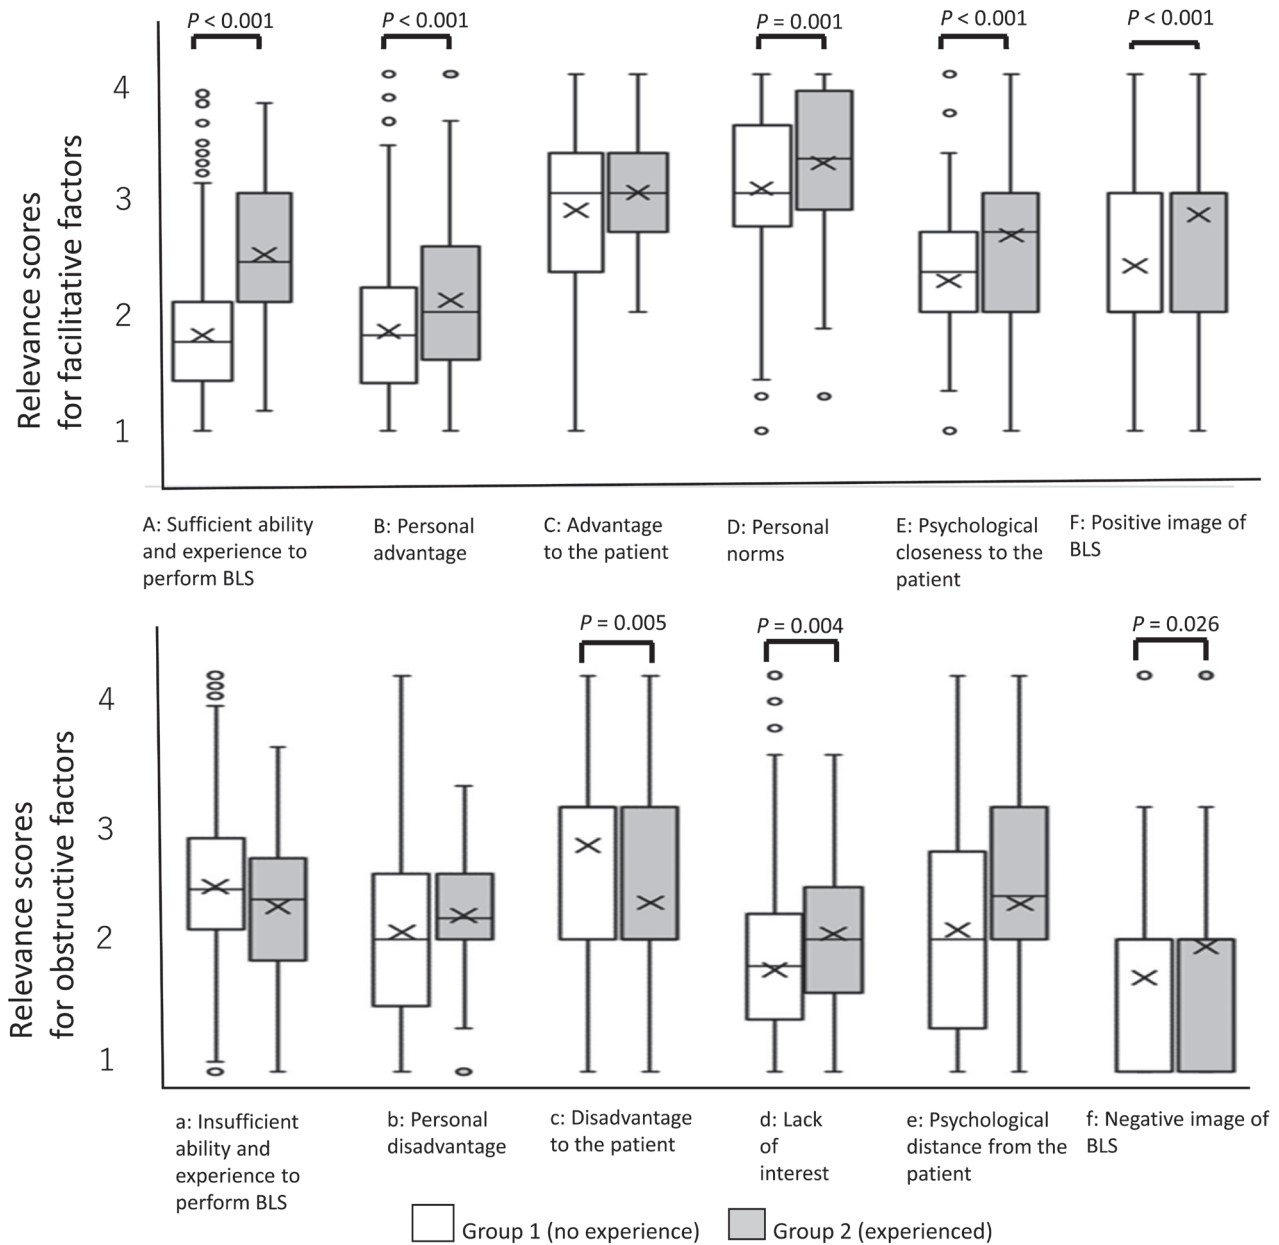 P < 0.001
P < 0.001
P = 0.001
P < 0.001
P < 0.001
Relevance scores
for facilitative factors
4
3
2
1
A: Sufficient ability
and experience to
perform BLS
B: Personal
advantage
C: Advantage
to the patient
D: Personal
norms
E: Psychological
closeness to the
patient
F: Positive image of
BLS
P = 0.005
P = 0.004
P = 0.026
Relevance scores
for obstructive factors
4
3
2
1
a: Insufficient
ability and
experience to
perform BLS
b: Personal
disadvantage
c: Disadvantage
to the patient
d: Lack
of
interest
e: Psychological
distance from the
patient
f: Negative image of
BLS
Group 1 (no experience)
Group 2 (experienced)